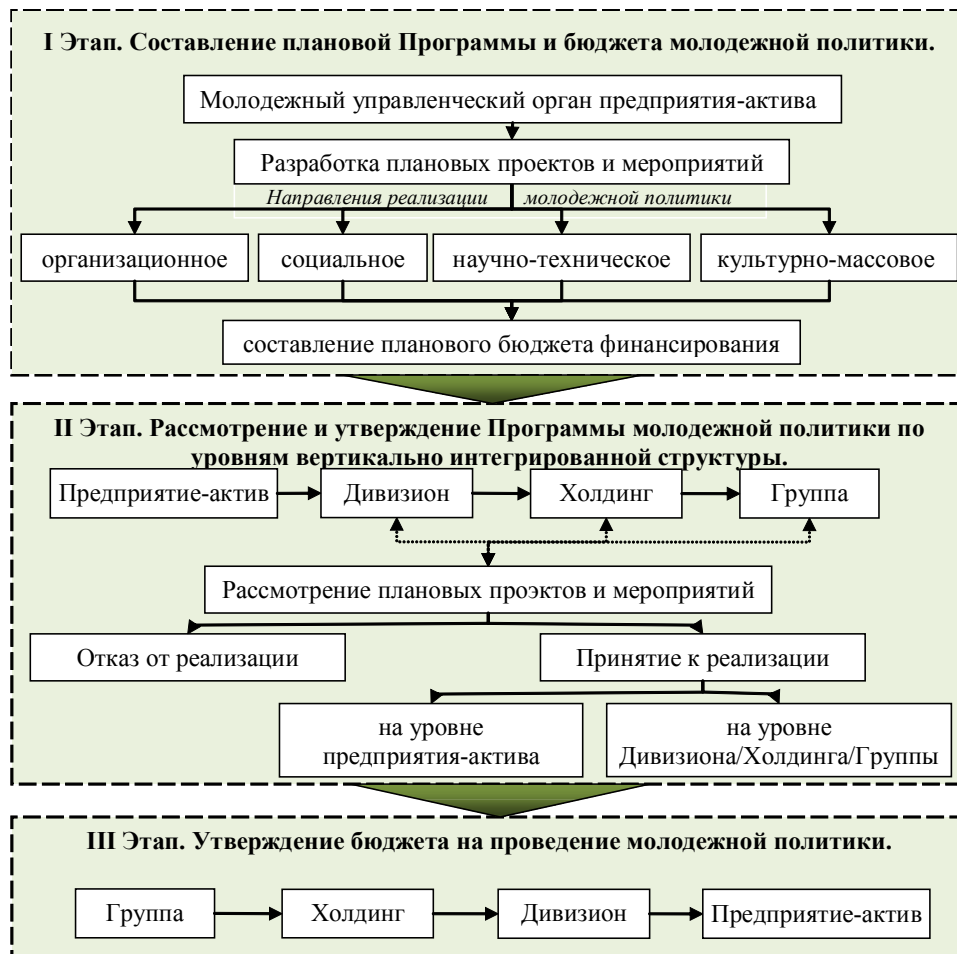 I Этап. Составление плановой Программы и бюджета молодежной политики.
Молодежный управленческий орган предприятия-актива
Разработка плановых проектов и мероприятий
Направления реализации молодежной политики
организационное
социальное
научно-техническое
культурно-массовое
составление планового бюджета финансирования
II Этап. Рассмотрение и утверждение Программы молодежной политики по
уровням вертикально интегрированной структуры.
Предприятие-актив
Дивизион
Холдинг
Группа
Рассмотрение плановых проэктов и мероприятий
Отказ от реализации
Принятие к реализации
на уровне
предприятия-актива
на уровне
Дивизиона/Холдинга/Группы
III Этап. Утверждение бюджета на проведение молодежной политики.
Группа
Холдинг
Дивизион
Предприятие-актив